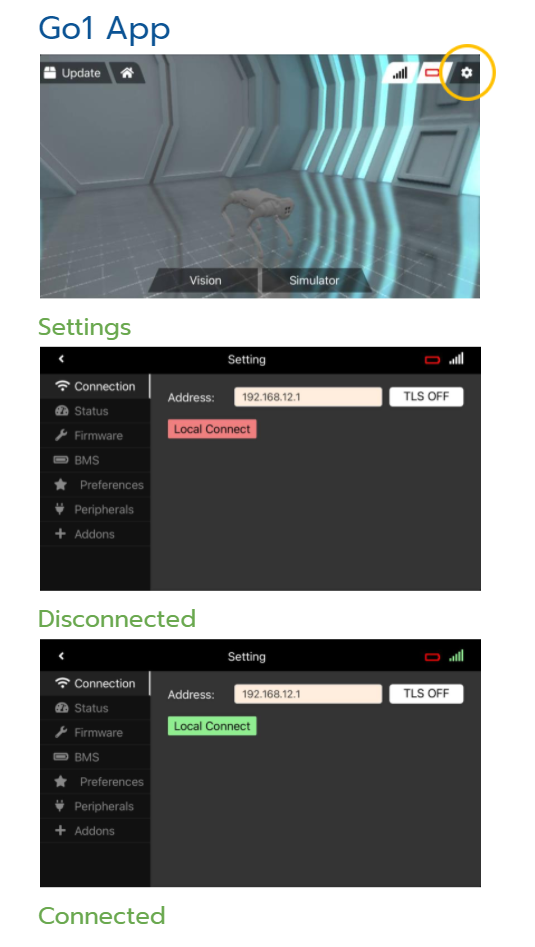 Go1 App
Update
Vision Simulator
Settings
Setting
Connection
Address: 192.168.12.1 TLS OFF
Status
Local Connect
Firmware
BMS
Preferences
Peripherals
Addons
Disconnected
Setting
Connection
Address: 192.168.12.1 TLS OFF
Status
Local Connect
Firmware
BMS
Preferences
Peripherals
Addons
Connected